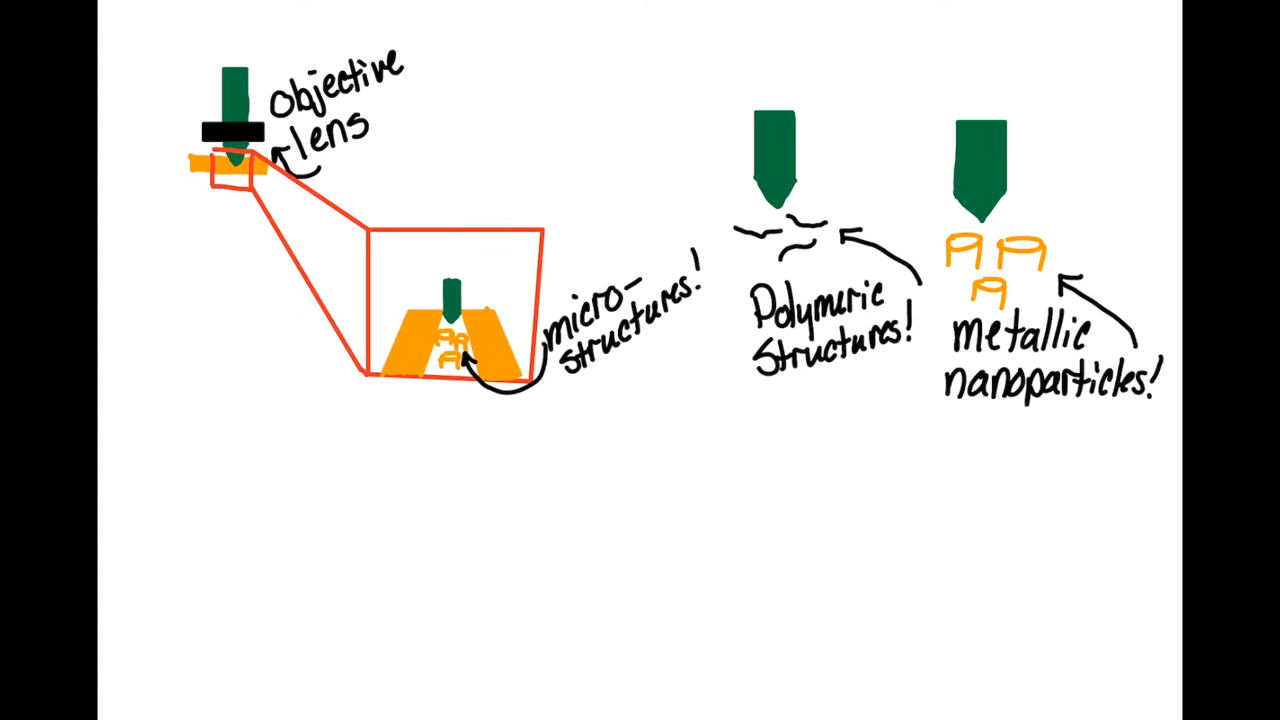 objective
lens
micro-
structures!
Polymeric
Structures!
metallic
nanoparticles!